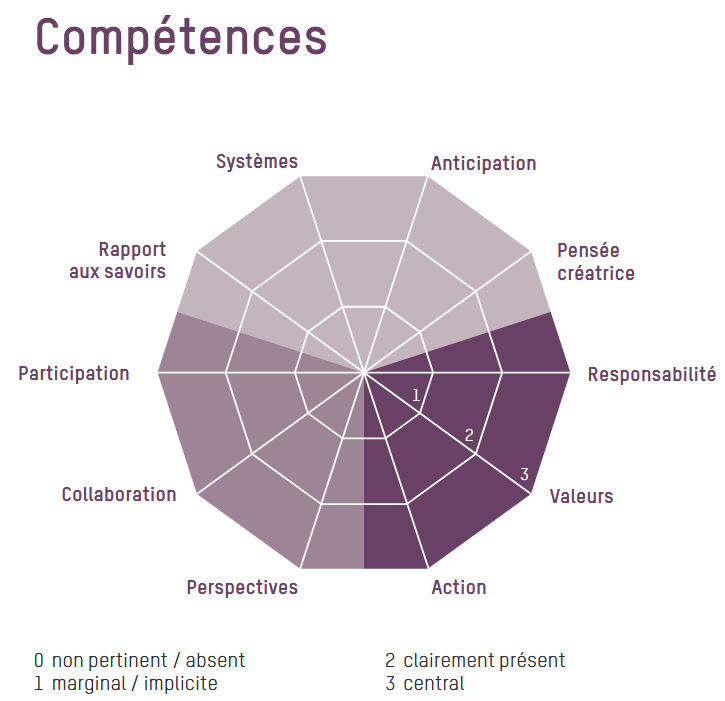 Compétences
Systèmes
Anticipation
Rapport
aux savoirs
Pensée
créatrice
Participation
Responsabilité
1
2
3
Collaboration
Valeurs
Perspectives
Action
0 non pertinent / absent
1 marginal / implicite
2 clairement présent
3 central